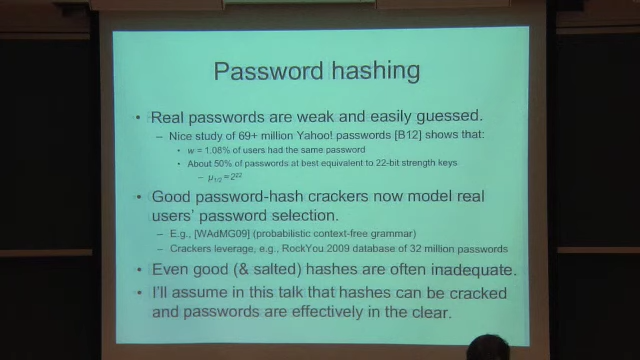 Password hashing
• Real passwords are weak and easily guessed.
– Nice study of 69+ million Yahoo! passwords [B12] shows that:
• w = 1.08% of users had the same password
• About 50% of passwords at best equivalent to 22-bit strength keys
– μ1/2 = 2^22
• Good password-hash crackers now model real
users' password selection.
– E.g., [WAdMG09] (probabilistic context-free grammar)
– Crackers leverage, e.g., RockYou 2009 database of 32 million passwords
• Even good (& salted) hashes are often inadequate.
• I'll assume in this talk that hashes can be cracked
and passwords are effectively in the clear.